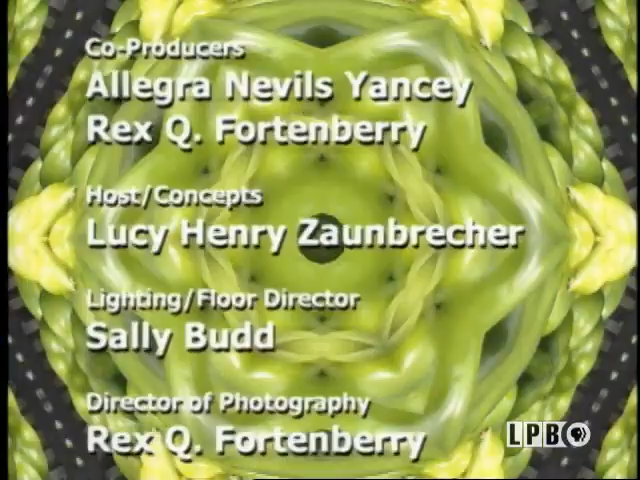 Co-Producers
Allegra Nevils Yancey
Rex Q. Fortenberry
Host/Concepts
Lucy Henry Zaunbrecher
Lighting/Floor Director
Sally Budd
Director of Photography
Rex Q. Fortenberry
LPB